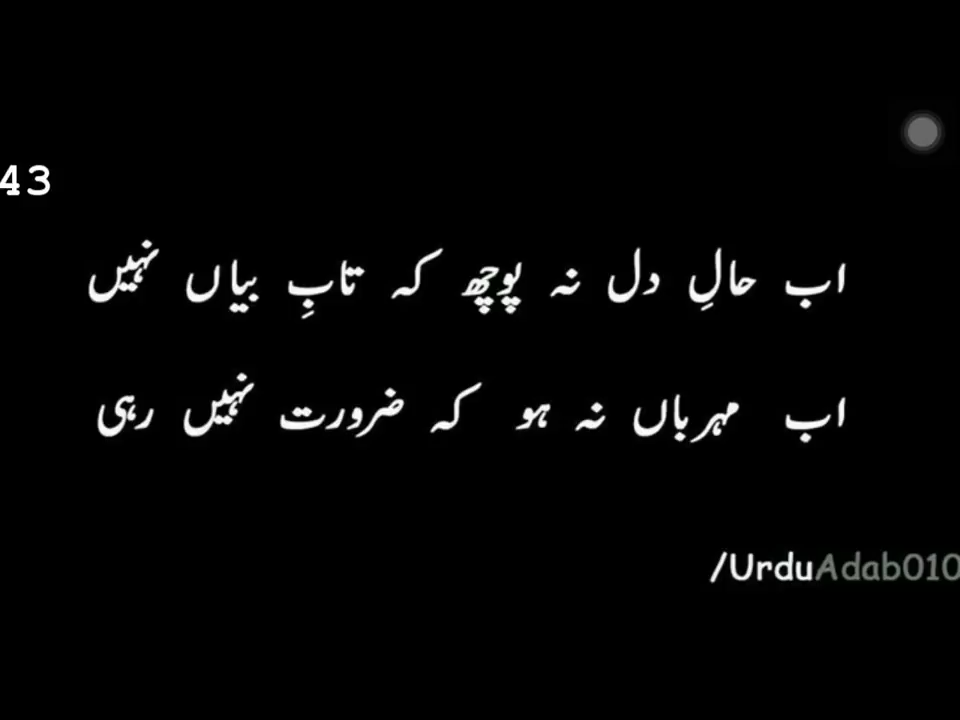 43
اب حالِ دل نہ پوچھ کہ تابِ بیاں نہیں
اب مہرباں نہ ہو کہ ضرورت نہیں رہی
/UrduAdab010